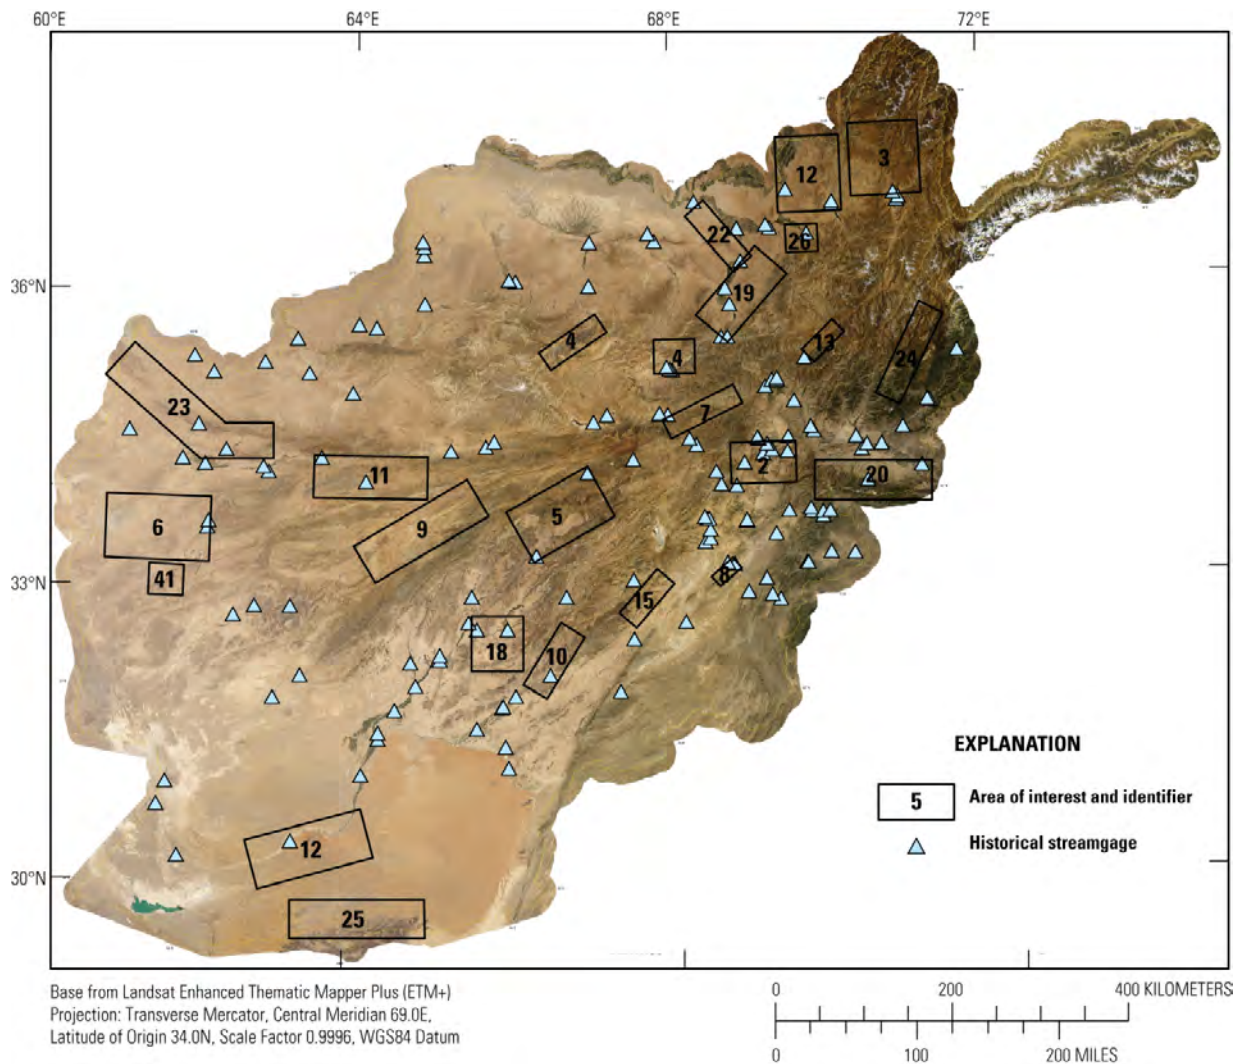 60°E 64°E 68°E 72°E
3
12
22
26
36°N
19
4
13
4
24
23
7
11
2
20
6
9
5
41
33°N
8
15
18
10
EXPLANATION
5 Area of interest and identifier
Historical streamgage
12
30°N
25
Base from Landsat Enhanced Thematic Mapper Plus (ETM+)
Projection: Transverse Mercator, Central Meridian 69.0E,
Latitude of Origin 34.0N, Scale Factor 0.9996, WGS84 Datum
0 200 400 KILOMETERS
0 100 200 MILES